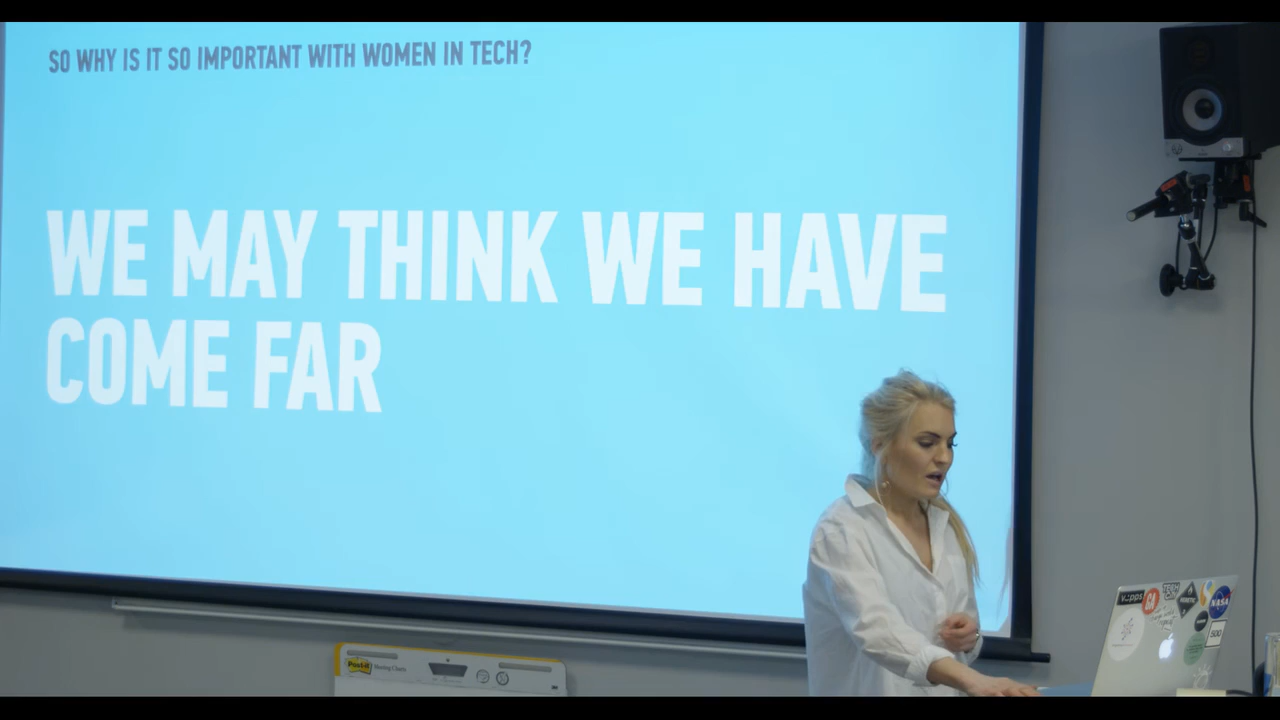 SO WHY IS IT SO IMPORTANT WITH WOMEN IN TECH?
WE MAY THINK WE HAVE
COME FAR
Post-it
NASA
500